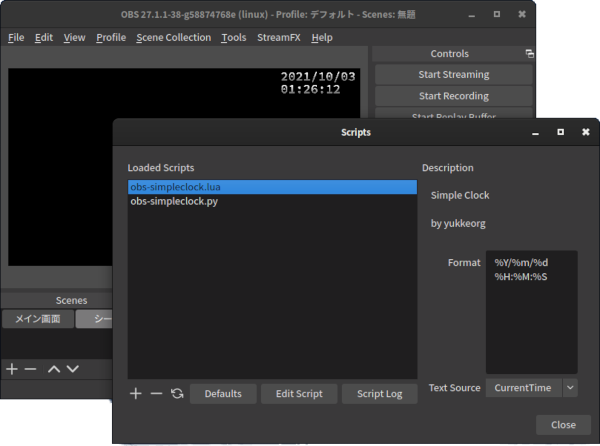 OBS 27.1.1-38-g58874768e (linux) - Profile: デフォルト - Scenes: 無題
File Edit View Profile Scene Collection Tools StreamFX Help
2021/10/03
01:26:12
Controls
Start Streaming
Start Recording
Start Replay Buffer
Scenes
メイン画面
シー
Scripts
Loaded Scripts
obs-simpleclock.lua
obs-simpleclock.py
Defaults Edit Script Script Log
Description
Simple Clock
by yukkeorg
Format
%Y/%m/%d
%H:%M:%S
Text Source CurrentTime
Close